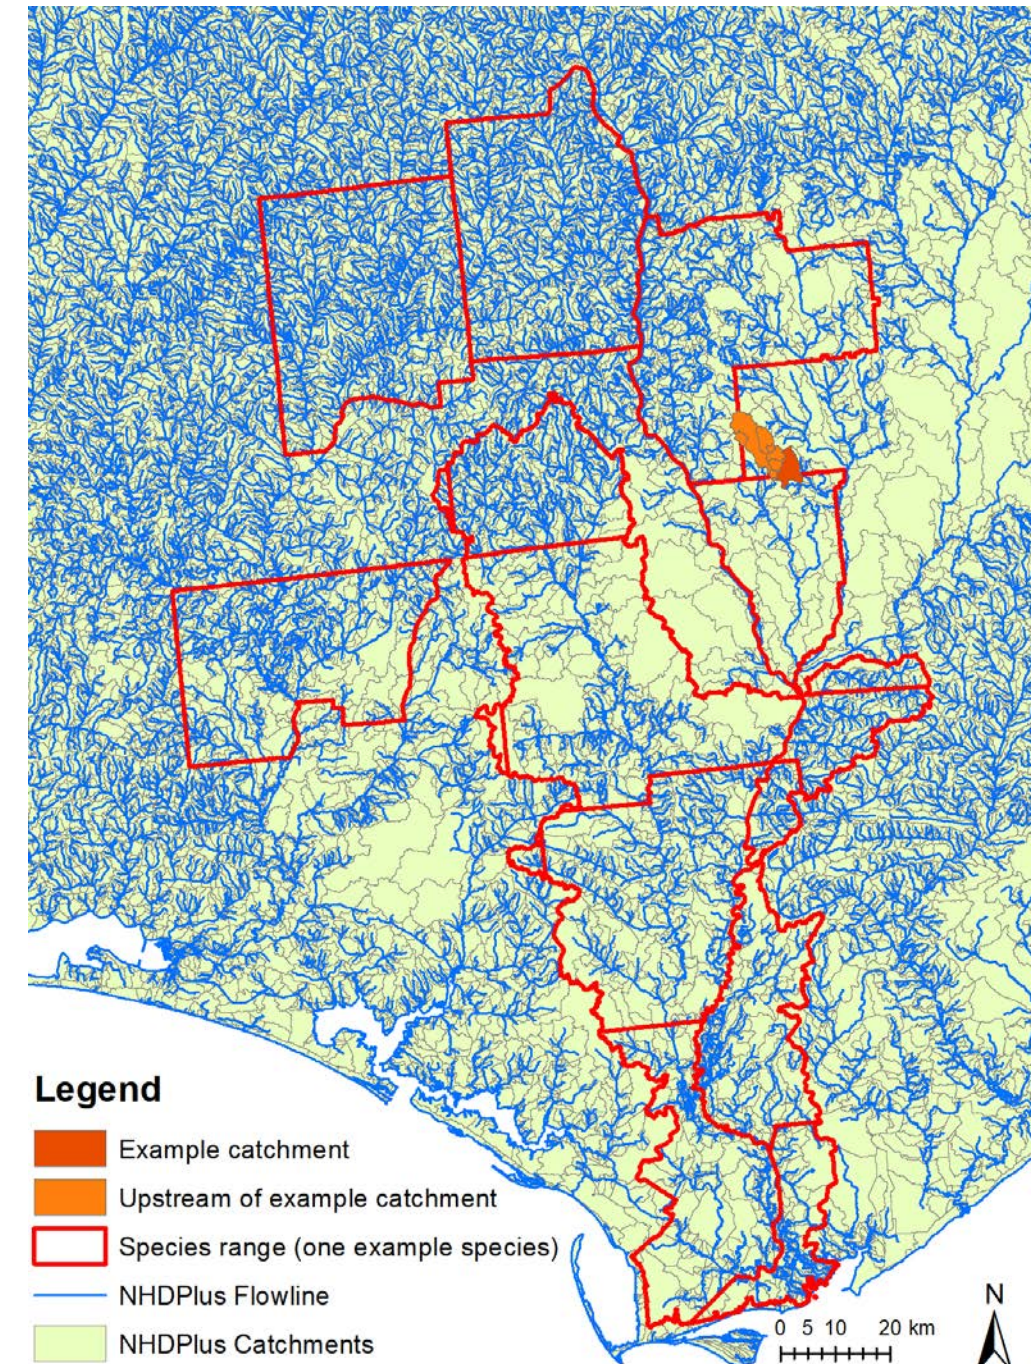 Legend
Example catchment
Upstream of example catchment
Species range (one example species)
NHDPlus Flowline
NHDPlus Catchments
N
0 5 10 20 km